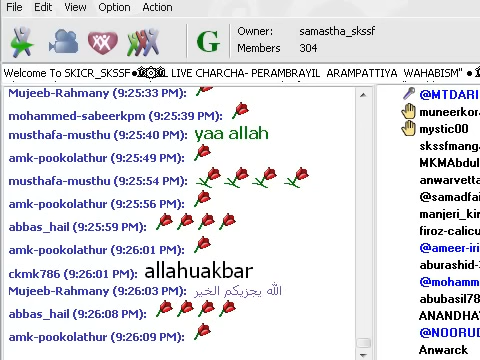 File Edit View Option Action
G Owner: samastha_skssf
Members 304
Welcome To SKICR_SKSSF LIVE CHARCHA- PERAMBRAYIL ARAMPATTIYA WAHABISM"
Mujeeb-Rahmany (9:25:33 PM):
mohammed-sabeerkpm (9:25:39 PM):
musthafa-musthu (9:25:40 PM): yaa allah
amk-pookolathur (9:25:49 PM):
musthafa-musthu (9:25:54 PM):
amk-pookolathur (9:25:56 PM):
abbas_hail (9:25:59 PM):
amk-pookolathur (9:26:01 PM):
ckmk786 (9:26:01 PM): allahuakbar
Mujeeb-Rahmany (9:26:03 PM): الله يجزيكم الخير
abbas_hail (9:26:08 PM):
amk-pookolathur (9:26:09 PM):
@MTDARI
muneerkor
mystic00
skssfmang
MKMAbdul
anwarvetta
@samadfai
manjeri_kir
firoz-calicu
@ameer-iri
aburashid-
@mohamm
abubasil78
ANANDHA
@NOORUD
Anwarck